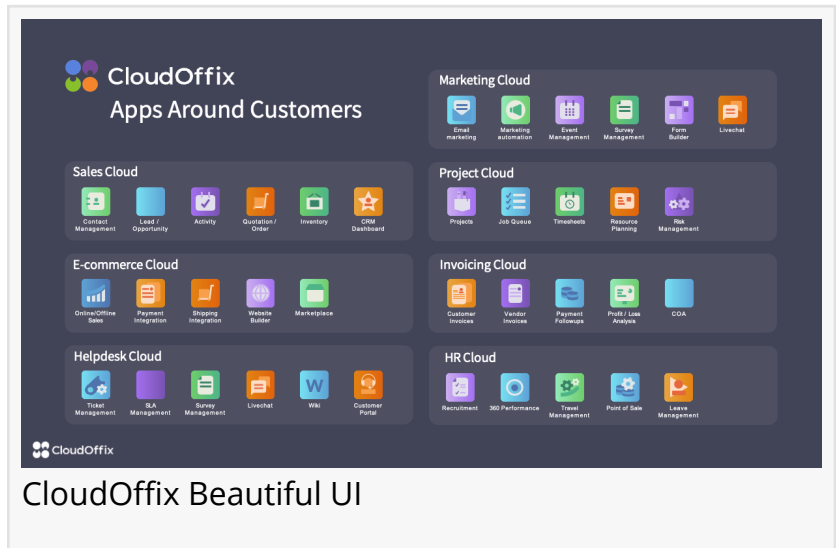 CloudOffix
Apps Around Customers
Marketing Cloud
Email marketing
Marketing automation
Event Management
Survey Management
Form Builder
Livechat
Sales Cloud
Contact Management
Lead / Opportunity
Activity
Quotation / Order
Inventory
CRM Dashboard
Project Cloud
Projects
Job Queue
Timesheets
Resource Planning
Risk Management
E-commerce Cloud
Online/Offline Sales
Payment Integration
Shipping Integration
Website Builder
Marketplace
Invoicing Cloud
Customer Invoices
Vendor Invoices
Payment Followups
Profit / Loss Analysis
COA
Helpdesk Cloud
Ticket Management
SLA Management
Survey Management
Livechat
W
Wiki
Customer Portal
HR Cloud
Recruitment
360 Performance
Travel Management
Point of Sale
Leave Management
CloudOffix
CloudOffix Beautiful UI